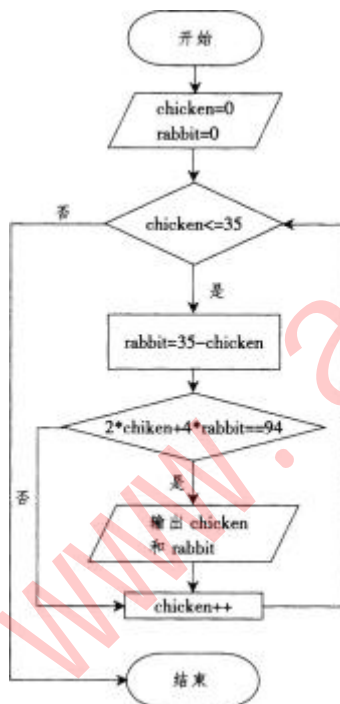 开始
chicken=0
rabbit=0
否
chicken<=35
是
rabbit=35-chicken
2*chiken+4*rabbit==94
否
是
输出 chicken
和 rabbit
chicken++
结束
www.a